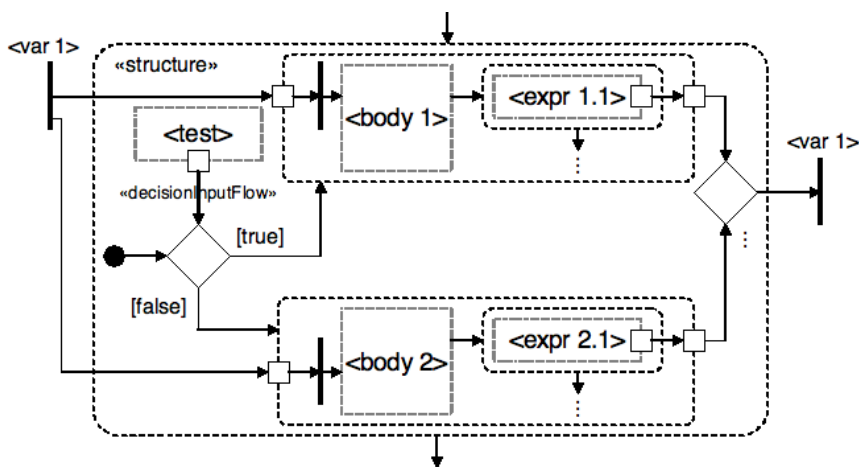 <var 1>
«structure»
<body 1>
<expr 1.1>
<test>
⋮
<var 1>
«decisionInputFlow»
[true]
⋮
[false]
<body 2>
<expr 2.1>
⋮